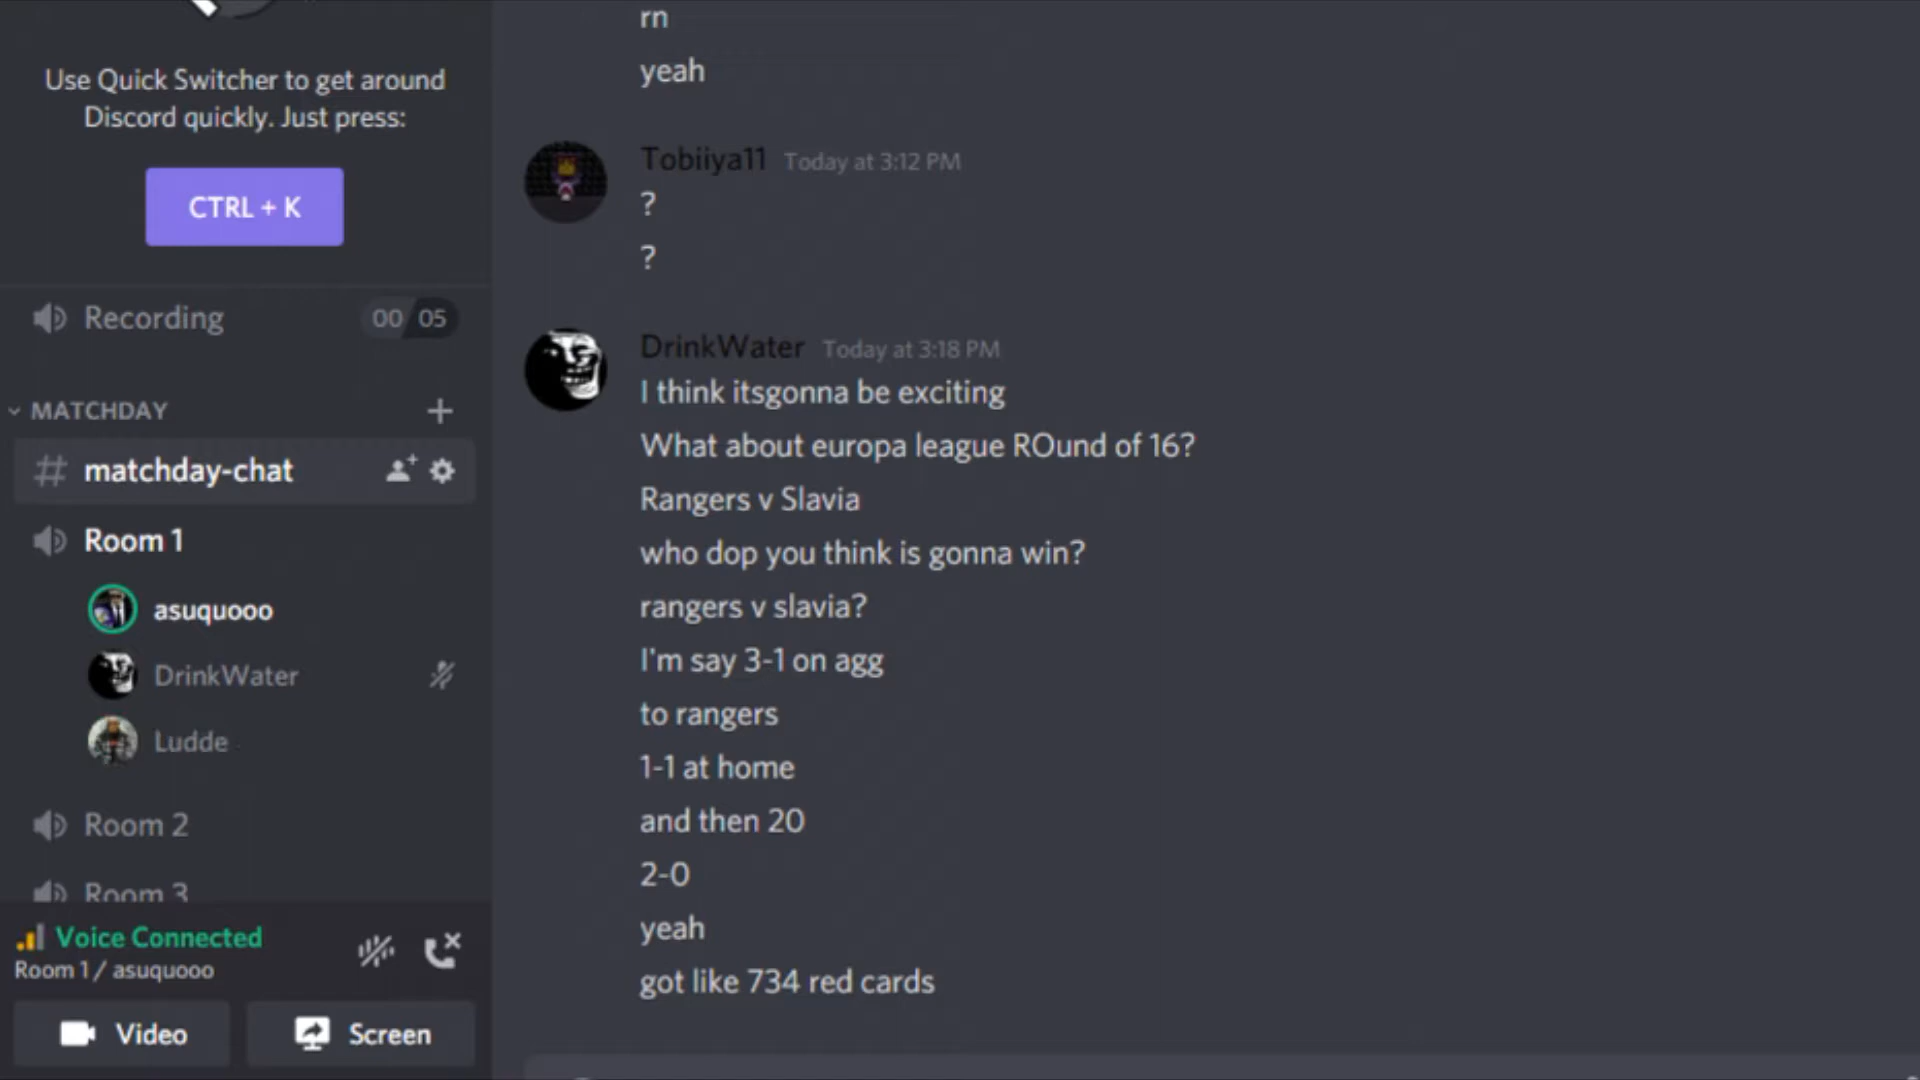 Use Quick Switcher to get around
Discord quickly. Just press:
CTRL + K
Recording 00 05
MATCHDAY
matchday-chat
Room 1
asuquooo
DrinkWater
Ludde
Room 2
Room 3
Voice Connected
Room 1 / asuquooo
Video Screen
rn
yeah
Tobiiya11 Today at 3:12 PM
?
?
DrinkWater Today at 3:18 PM
I think itsgonna be exciting
What about europa league ROund of 16?
Rangers v Slavia
who dop you think is gonna win?
rangers v slavia?
I'm say 3-1 on agg
to rangers
1-1 at home
and then 20
2-0
yeah
got like 734 red cards